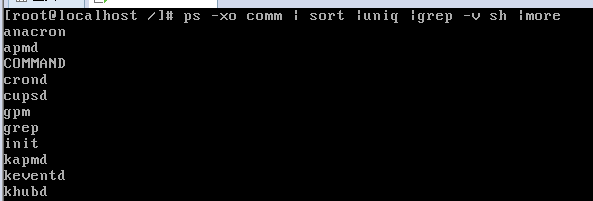 [root@localhost /]# ps -xo comm | sort |uniq |grep -v sh |more
anacron
apmd
COMMAND
crond
cupsd
gpm
grep
init
kapmd
keventd
khubd